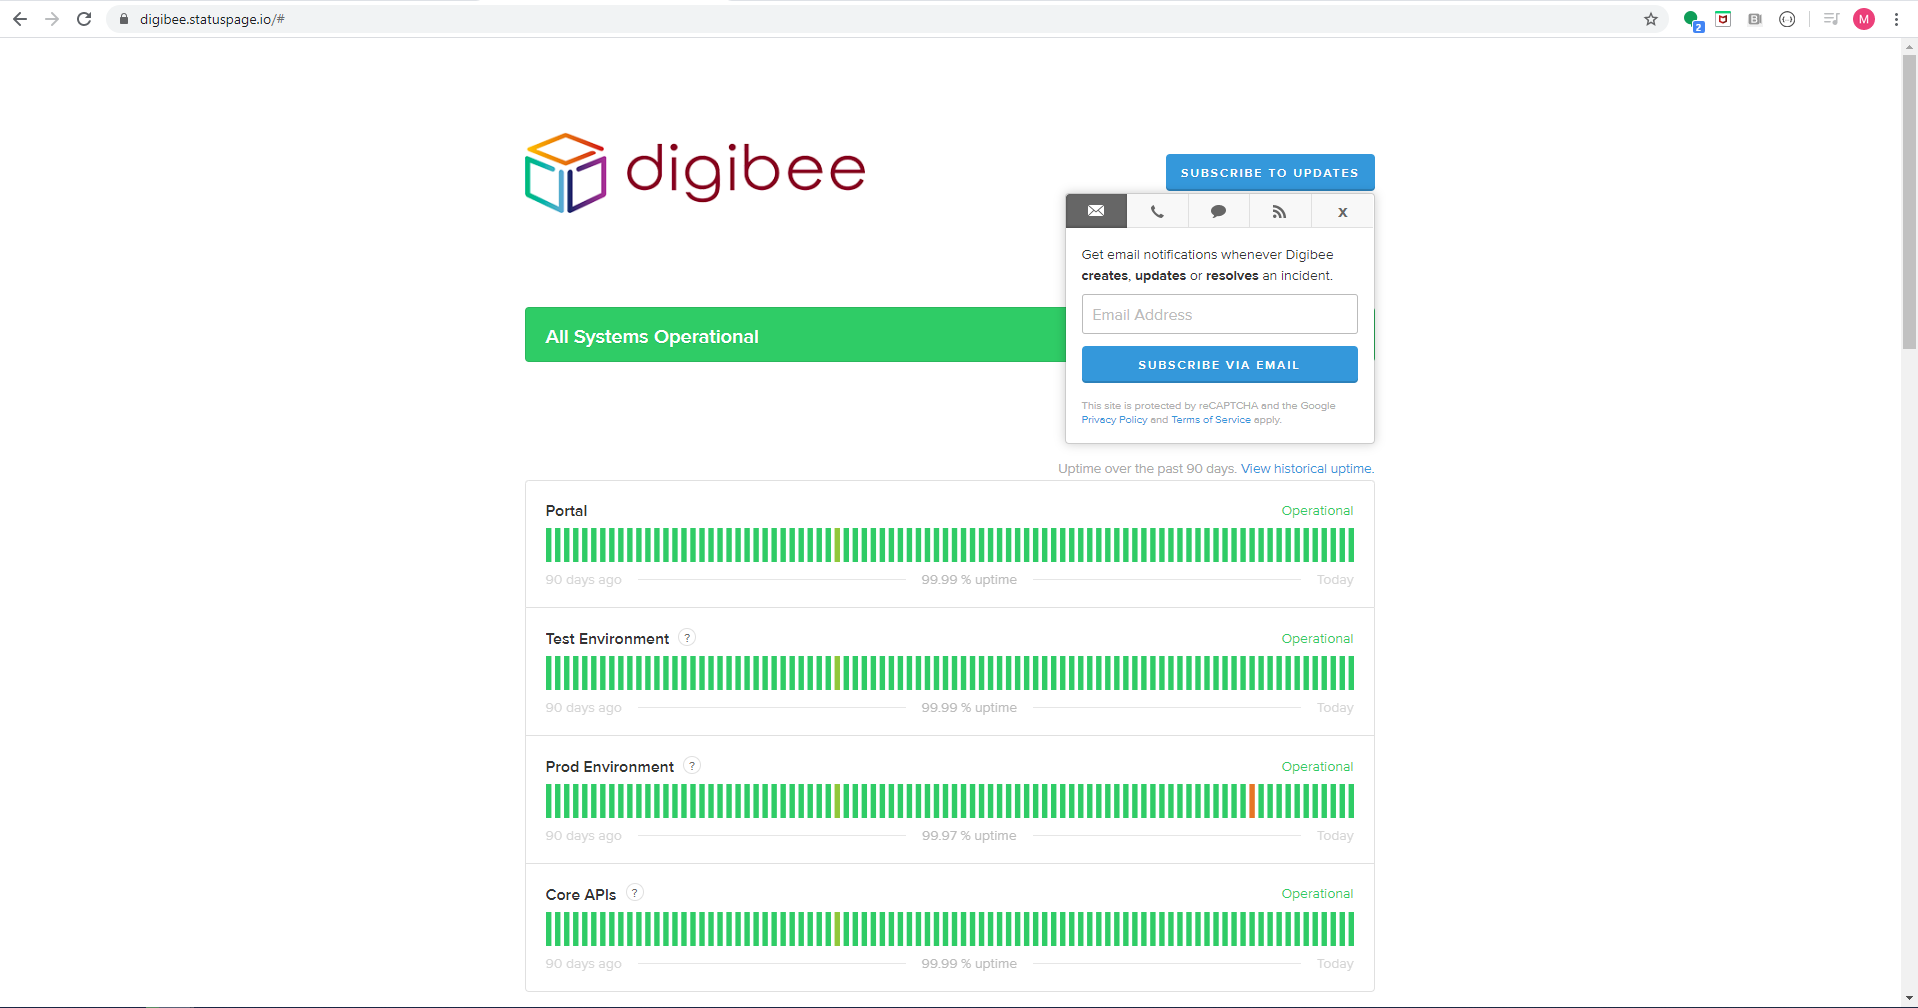 digibee.statuspage.io/#
2
B
M
digibee
SUBSCRIBE TO UPDATES
x
Get email notifications whenever Digibee
creates, updates or resolves an incident.
Email Address
SUBSCRIBE VIA EMAIL
This site is protected by reCAPTCHA and the Google
Privacy Policy and Terms of Service apply.
All Systems Operational
Uptime over the past 90 days. View historical uptime.
Portal
Operational
90 days ago
99.99 % uptime
Today
Test Environment ?
Operational
90 days ago
99.99 % uptime
Today
Prod Environment ?
Operational
90 days ago
99.97 % uptime
Today
Core APIs ?
Operational
90 days ago
99.99 % uptime
Today